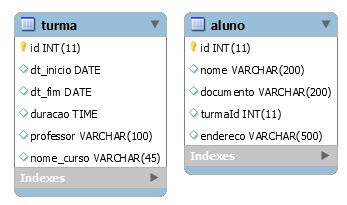 turma
id INT(11)
dt_inicio DATE
dt_fim DATE
duracao TIME
professor VARCHAR(100)
nome_curso VARCHAR(45)
Indexes
aluno
id INT(11)
nome VARCHAR(200)
documento VARCHAR(200)
turmaId INT(11)
endereco VARCHAR(500)
Indexes